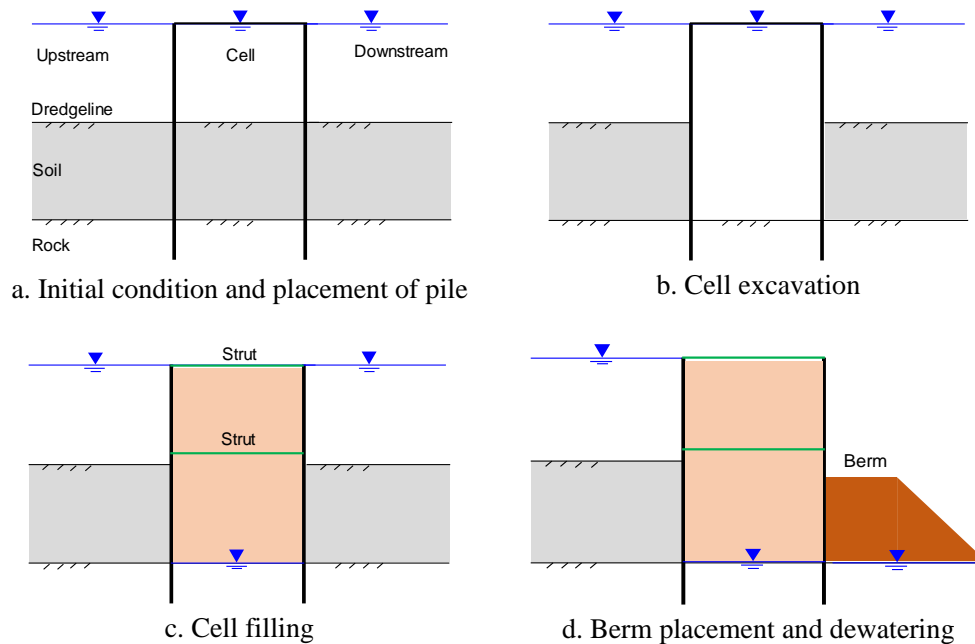 Upstream
Cell
Downstream
Dredgeline
Soil
Rock
a. Initial condition and placement of pile
b. Cell excavation
Strut
Strut
c. Cell filling
Berm
d. Berm placement and dewatering